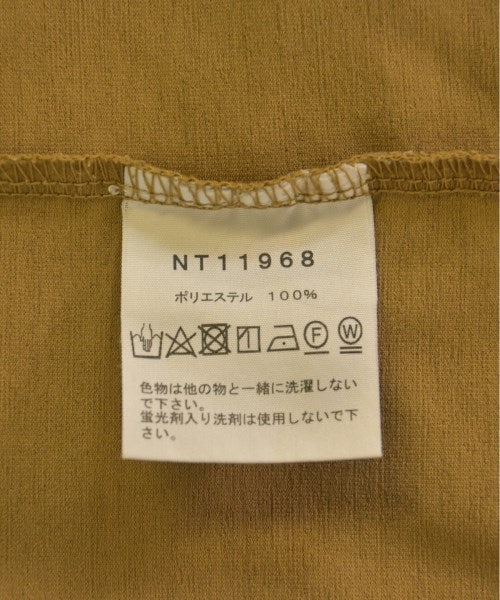 NT11968
ポリエステル 100%
F W
色物は他の物と一緒に洗濯しない
で下さい。
蛍光剤入り洗剤は使用しないで下
さい。